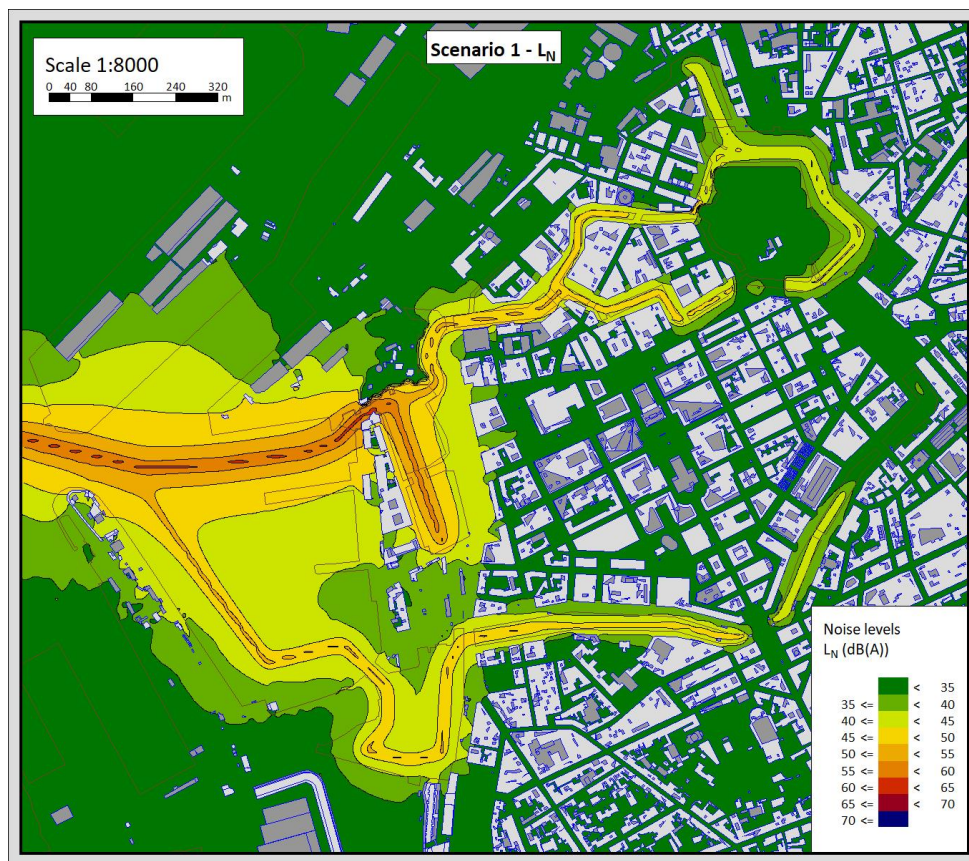 Scenario 1 - LN
Scale 1:8000
0 40 80 160 240 320
m
Noise levels
LN (dB(A))
< 35
35 <= < 40
40 <= < 45
45 <= < 50
50 <= < 55
55 <= < 60
60 <= < 65
65 <= < 70
70 <=